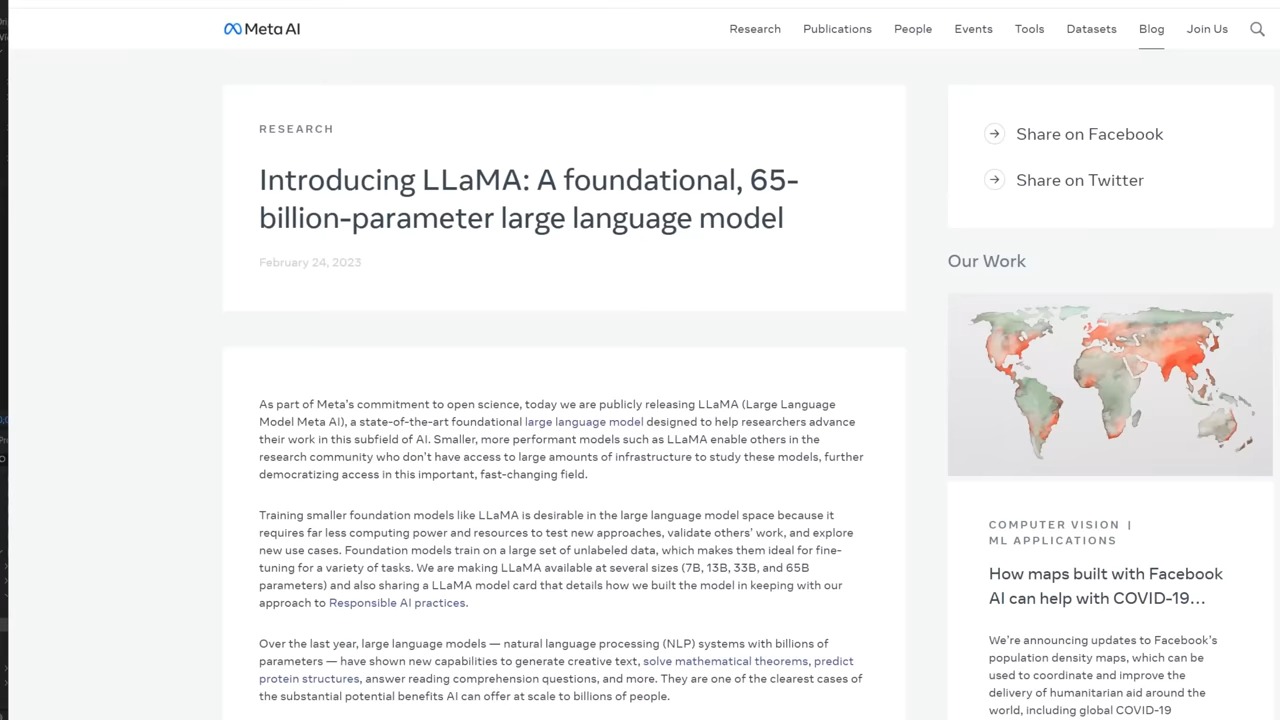 Meta AI
Research Publications People Events Tools Datasets Blog Join Us
RESEARCH
Introducing LLaMA: A foundational, 65-
billion-parameter large language model
February 24, 2023
As part of Meta's commitment to open science, today we are publicly releasing LLaMA (Large Language
Model Meta AI), a state-of-the-art foundational large language model designed to help researchers advance
their work in this subfield of AI. Smaller, more performant models such as LLaMA enable others in the
research community who don't have access to large amounts of infrastructure to study these models, further
democratizing access in this important, fast-changing field.
Training smaller foundation models like LLaMA is desirable in the large language model space because it
requires far less computing power and resources to test new approaches, validate others' work, and explore
new use cases. Foundation models train on a large set of unlabeled data, which makes them ideal for fine-
tuning for a variety of tasks. We are making LLaMA available at several sizes (7B, 13B, 33B, and 65B
parameters) and also sharing a LLaMA model card that details how we built the model in keeping with our
approach to Responsible AI practices.
Over the last year, large language models — natural language processing (NLP) systems with billions of
parameters — have shown new capabilities to generate creative text, solve mathematical theorems, predict
protein structures, answer reading comprehension questions, and more. They are one of the clearest cases of
the substantial potential benefits AI can offer at scale to billions of people.
Share on Facebook
Share on Twitter
Our Work
COMPUTER VISION |
ML APPLICATIONS
How maps built with Facebook
AI can help with COVID-19...
We're announcing updates to Facebook's
population density maps, which can be
used to coordinate and improve the
delivery of humanitarian aid around the
world, including global COVID-19